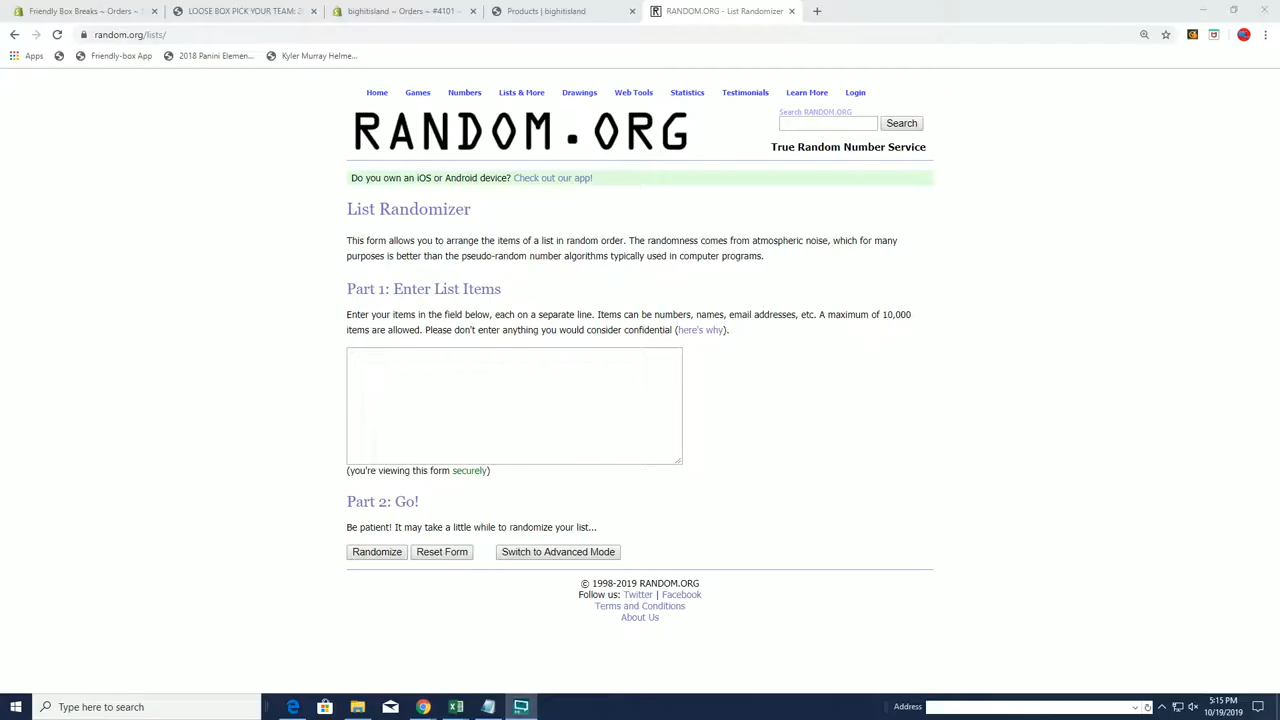 Friendly Box Breaks ~ Orders ~
LOOSE BOX PICK YOUR TEAM: 2
bightisland ~ Orders ~ #4101 -
Products | bightisland
RANDOM.ORG - List Randomizer
random.org/lists/
Apps
Friendly-box App
2018 Panini Elemen...
Kyler Murray Helme...
Home Games Numbers Lists & More Drawings Web Tools Statistics Testimonials Learn More Login
RANDOM.ORG
Search RANDOM.ORG
Search
True Random Number Service
Do you own an iOS or Android device? Check out our app!
List Randomizer
This form allows you to arrange the items of a list in random order. The randomness comes from atmospheric noise, which for many
purposes is better than the pseudo-random number algorithms typically used in computer programs.
Part 1: Enter List Items
Enter your items in the field below, each on a separate line. Items can be numbers, names, email addresses, etc. A maximum of 10,000
items are allowed. Please don't enter anything you would consider confidential (here's why).
(you're viewing this form securely)
Part 2: Go!
Be patient! It may take a little while to randomize your list...
Randomize Reset Form Switch to Advanced Mode
© 1998-2019 RANDOM.ORG
Follow us: Twitter | Facebook
Terms and Conditions
About Us
Type here to search
Address
5:15 PM
10/19/2019